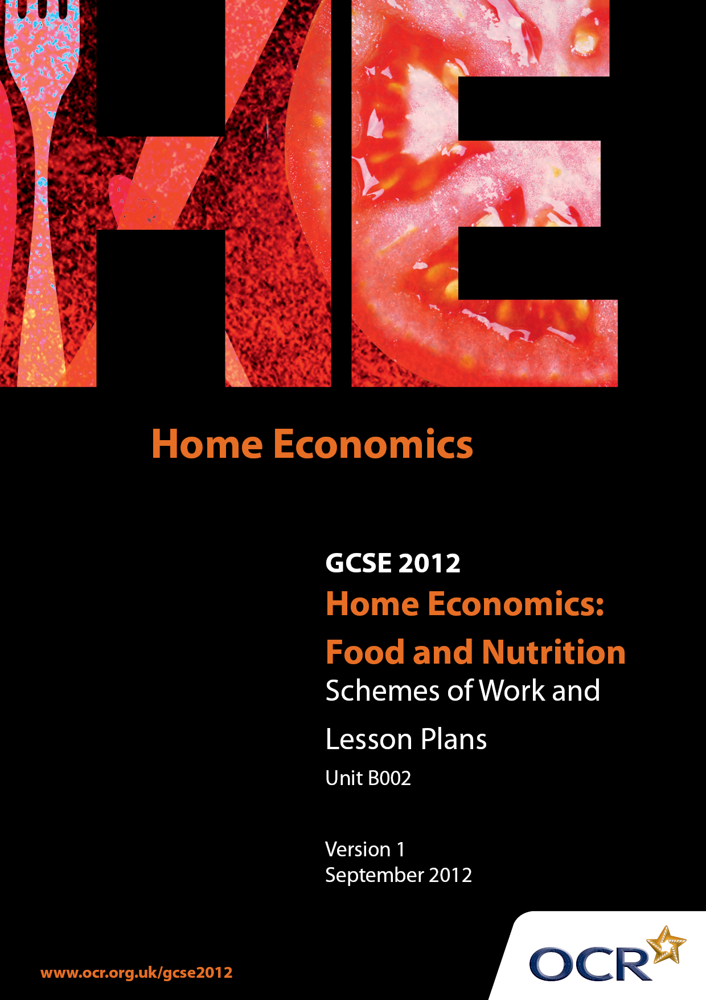 HE
Home Economics
GCSE 2012
Home Economics:
Food and Nutrition
Schemes of Work and
Lesson Plans
Unit B002
Version 1
September 2012
www.ocr.org.uk/gcse2012
OCR